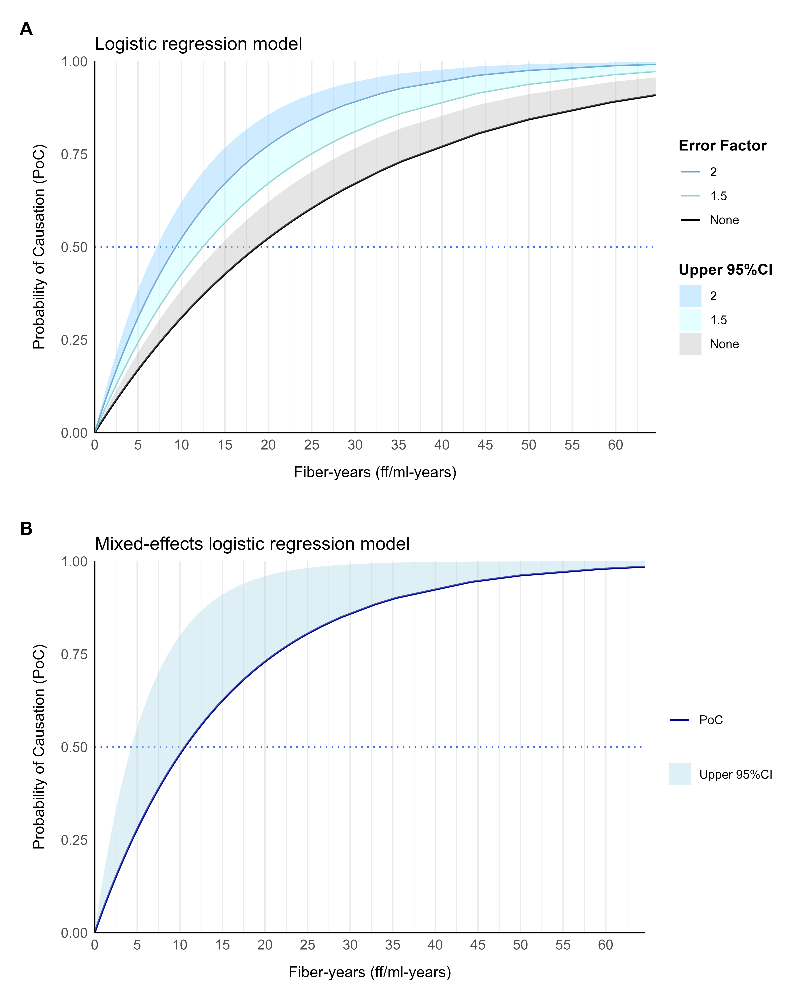 A
Logistic regression model
Probability of Causation (PoC)
1.00
0.75
0.50
0.25
0.00
0 5 10 15 20 25 30 35 40 45 50 55 60
Fiber-years (ff/ml-years)
Error Factor
2
1.5
None
Upper 95%CI
2
1.5
None
B
Mixed-effects logistic regression model
Probability of Causation (PoC)
1.00
0.75
0.50
0.25
0.00
0 5 10 15 20 25 30 35 40 45 50 55 60
Fiber-years (ff/ml-years)
PoC
Upper 95%CI